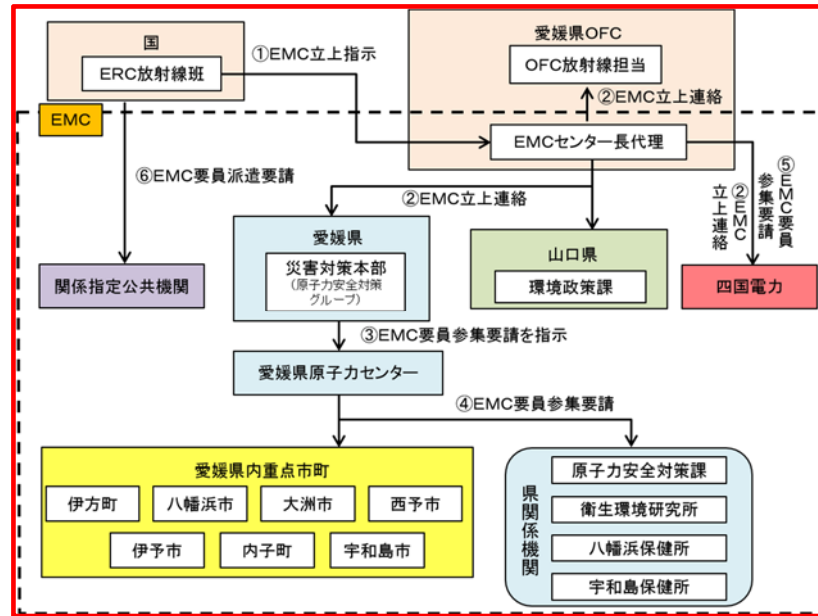 国
ERC放射線班
①EMC立上指示
愛媛県OFC
OFC放射線担当
②EMC立上連絡
EMC
EMCセンター長代理
⑥EMC要員派遣要請
②EMC立上連絡
⑤EMC要員
参集要請
②EMC
立上連絡
愛媛県
災害対策本部
(原子力安全対策
グループ)
山口県
環境政策課
関係指定公共機関
四国電力
③EMC要員参集要請を指示
愛媛県原子力センター
④EMC要員参集要請
愛媛県内重点市町
伊方町
八幡浜市
大洲市
西予市
伊予市
内子町
宇和島市
県関係機関
原子力安全対策課
衛生環境研究所
八幡浜保健所
宇和島保健所